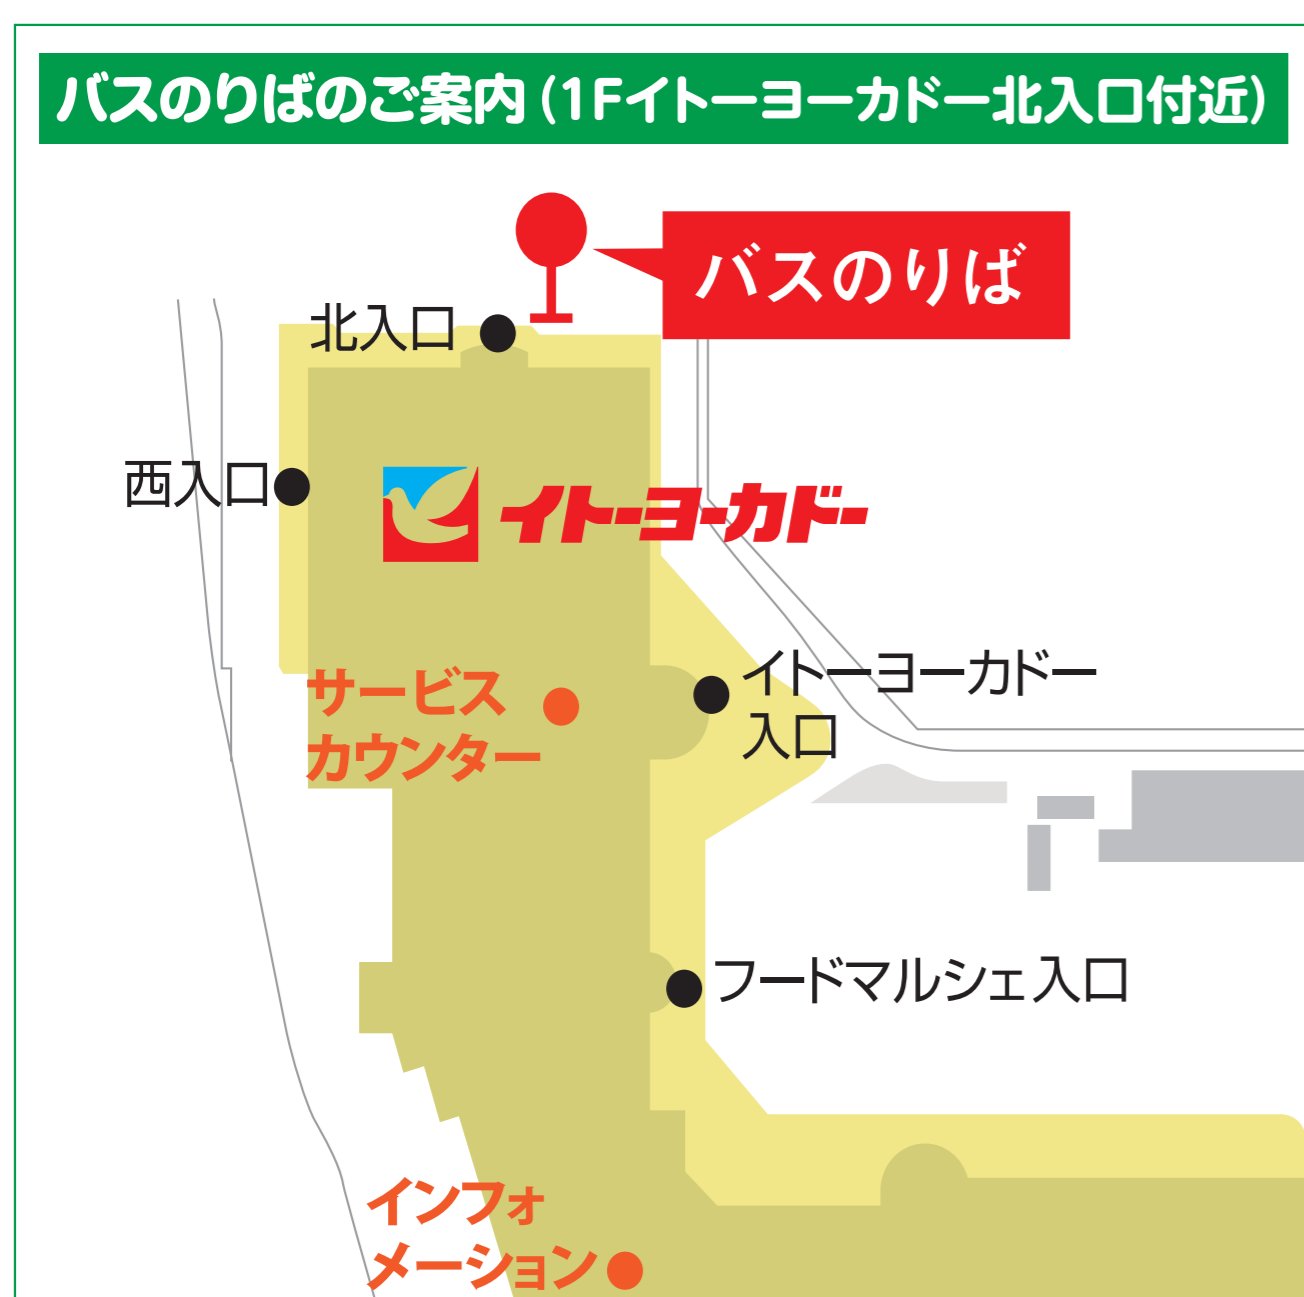 バスのりばのご案内(1Fイトーヨーカドー北入口付近)
バスのりば
北入口
西入口
イトーヨーカドー
サービス
カウンター
イトーヨーカドー
入口
フードマルシェ入口
インフォ
メーション